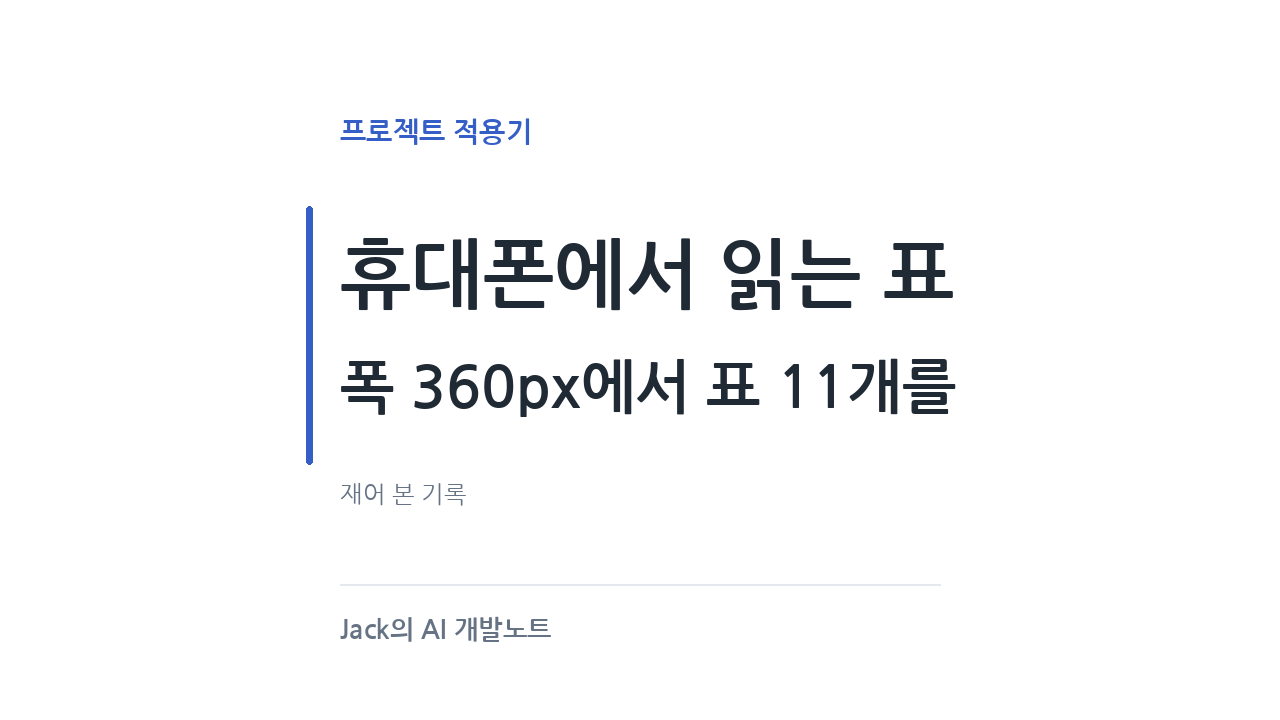 프로젝트 적용기
휴대폰에서 읽는 표
폭 360px에서 표 11개를
재어 본 기록
Jack의 AI 개발노트